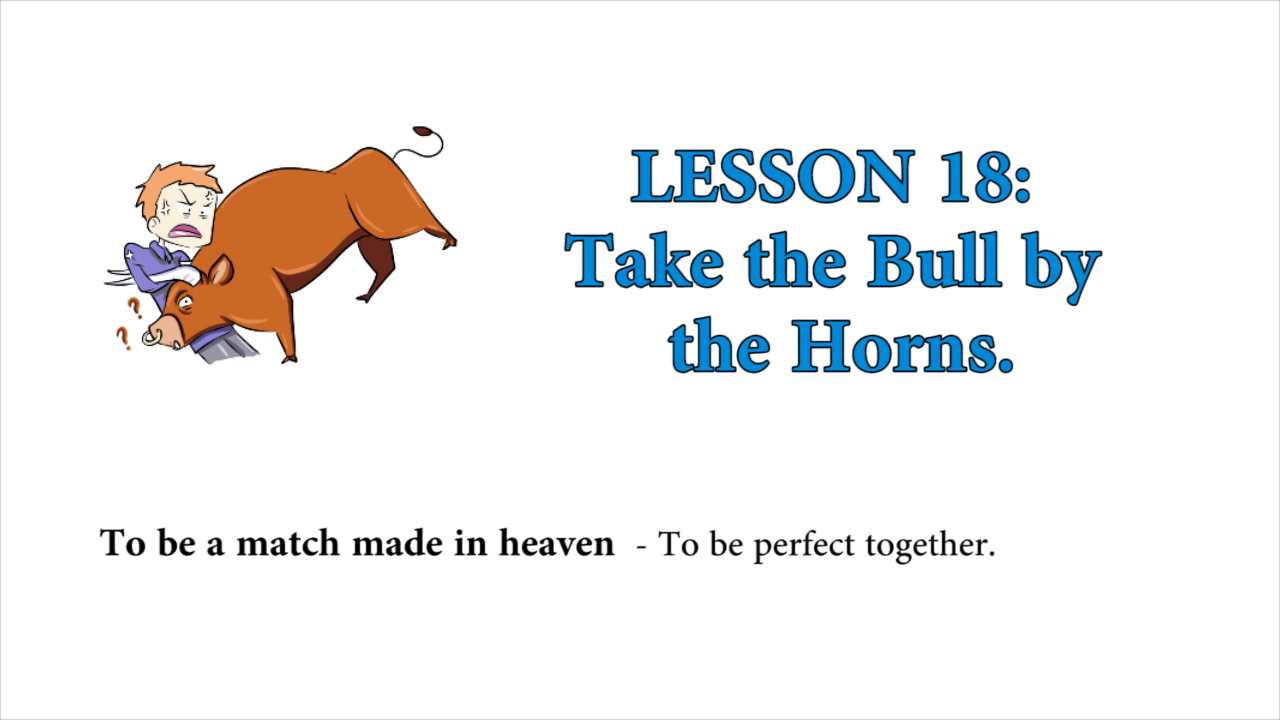 LESSON 18:
Take the Bull by
the Horns.
? ?
To be a match made in heaven - To be perfect together.